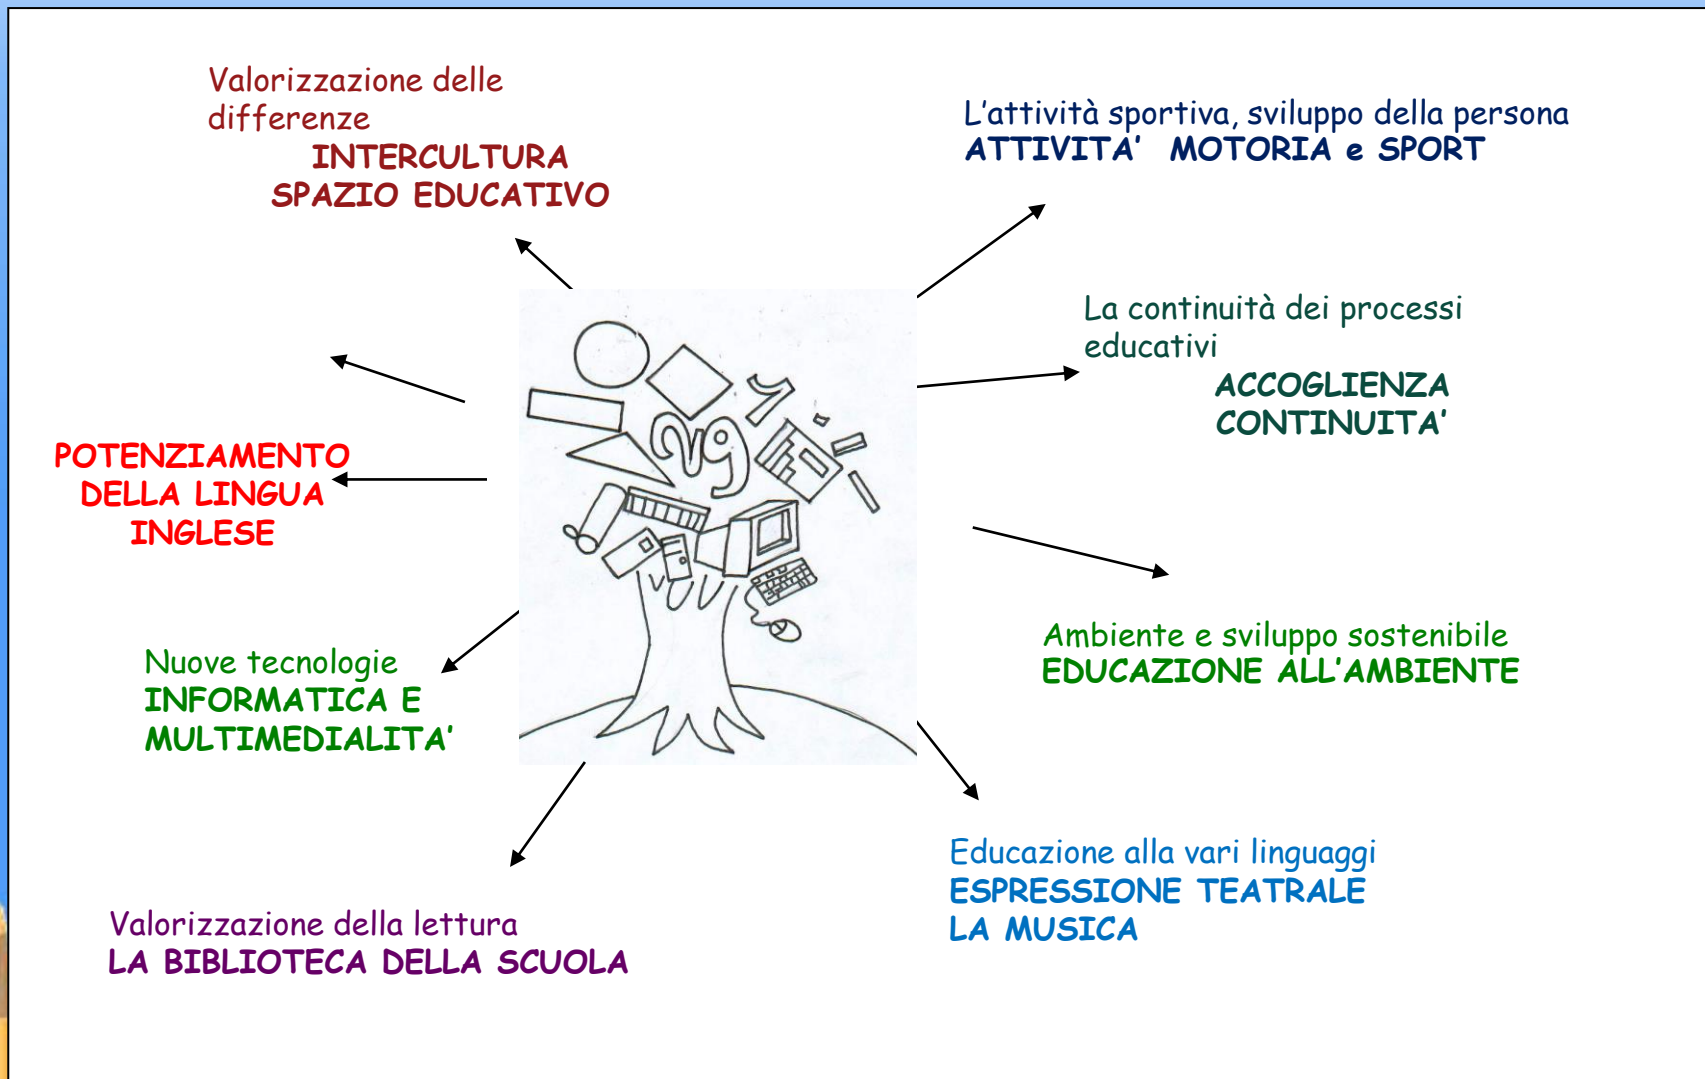 Valorizzazione delle
differenze
INTERCULTURA
SPAZIO EDUCATIVO
L'attività sportiva, sviluppo della persona
ATTIVITA' MOTORIA e SPORT
La continuità dei processi
educativi
ACCOGLIENZA
CONTINUITA'
vg
POTENZIAMENTO
DELLA LINGUA
INGLESE
Nuove tecnologie
INFORMATICA E
MULTIMEDIALITA'
Ambiente e sviluppo sostenibile
EDUCAZIONE ALL'AMBIENTE
Educazione alla vari linguaggi
ESPRESSIONE TEATRALE
LA MUSICA
Valorizzazione della lettura
LA BIBLIOTECA DELLA SCUOLA